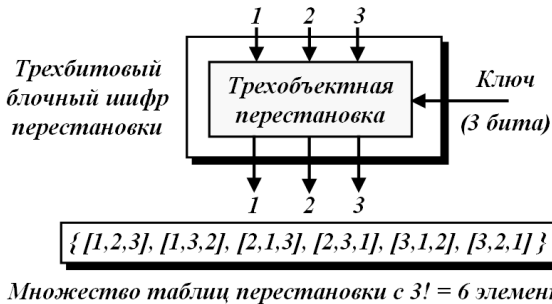 1 2 3
Трехбитовый
блочный шифр
перестановки
Трехобъектная
перестановка
Ключ
(3 бита)
1 2 3
{ [1,2,3], [1,3,2], [2,1,3], [2,3,1], [3,1,2], [3,2,1] }
Множество таблиц перестановки с 3! = 6 элемен